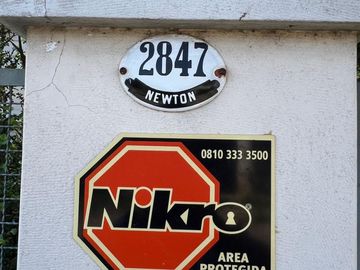 2847
NEWTON
0810 333 3500
Nikro®
AREA
PROTEGIDA